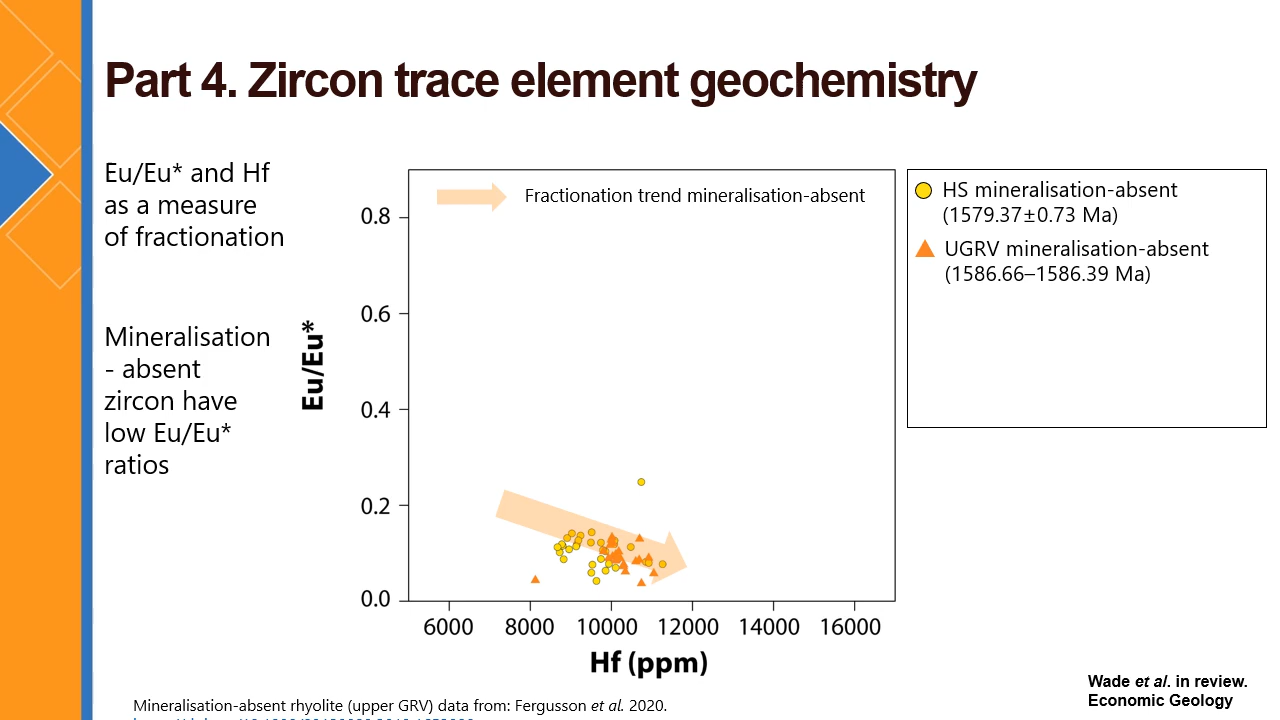 Part 4. Zircon trace element geochemistry
Eu/Eu* and Hf
as a measure
of fractionation
Mineralisation
- absent
zircon have
low Eu/Eu*
ratios
Fractionation trend mineralisation-absent
0.8
0.6
0.4
0.2
0.0
Eu/Eu*
6000 8000 10000 12000 14000 16000
Hf (ppm)
HS mineralisation-absent
(1579.37±0.73 Ma)
UGRV mineralisation-absent
(1586.66–1586.39 Ma)
Wade et al. in review.
Economic Geology
Mineralisation-absent rhyolite (upper GRV) data from: Fergusson et al. 2020.